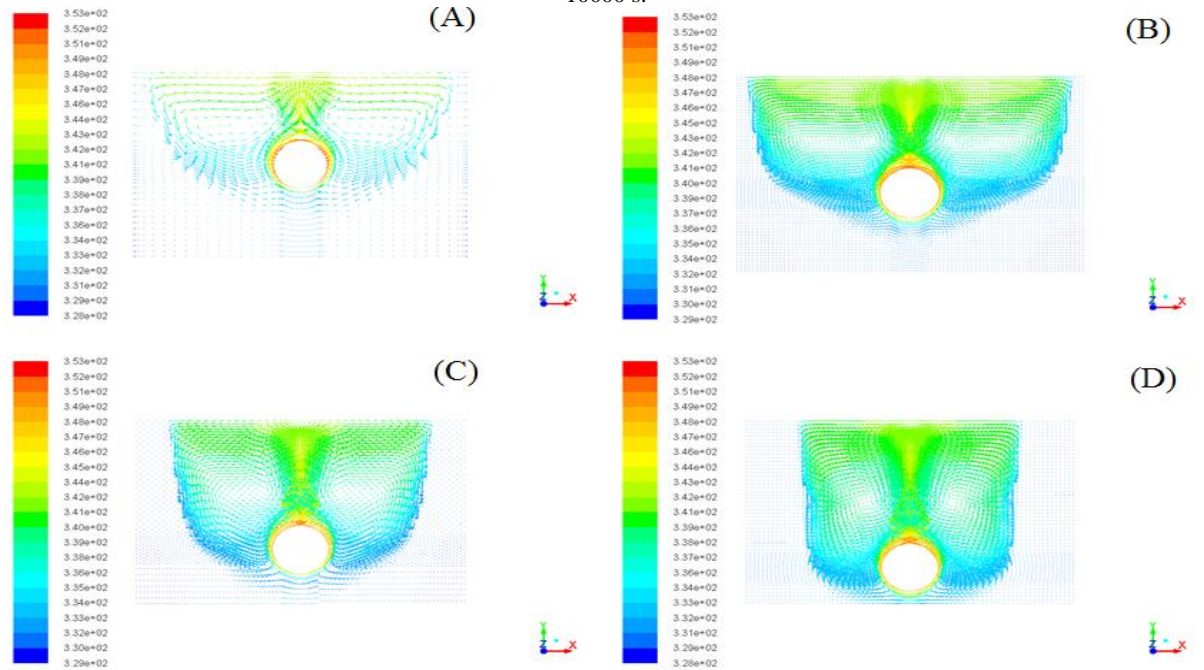 10000 s.
(A)
3.53e+02
3.52e+02
3.51e+02
3.49e+02
3.48e+02
3.47e+02
3.45e+02
3.44e+02
3.43e+02
3.42e+02
3.41e+02
3.39e+02
3.38e+02
3.37e+02
3.36e+02
3.34e+02
3.33e+02
3.32e+02
3.30e+02
3.29e+02
3.28e+02
Y
Z X
(B)
3.53e+02
3.52e+02
3.51e+02
3.49e+02
3.48e+02
3.47e+02
3.46e+02
3.45e+02
3.43e+02
3.42e+02
3.41e+02
3.40e+02
3.39e+02
3.37e+02
3.36e+02
3.35e+02
3.34e+02
3.32e+02
3.31e+02
3.30e+02
3.29e+02
Y
Z X
(C)
3.53e+02
3.52e+02
3.51e+02
3.49e+02
3.48e+02
3.47e+02
3.46e+02
3.45e+02
3.43e+02
3.42e+02
3.41e+02
3.40e+02
3.39e+02
3.37e+02
3.36e+02
3.35e+02
3.34e+02
3.32e+02
3.31e+02
3.30e+02
3.29e+02
Y
Z X
(D)
3.53e+02
3.52e+02
3.51e+02
3.49e+02
3.48e+02
3.47e+02
3.46e+02
3.44e+02
3.43e+02
3.42e+02
3.41e+02
3.40e+02
3.38e+02
3.37e+02
3.36e+02
3.35e+02
3.33e+02
3.32e+02
3.31e+02
3.30e+02
3.28e+02
Y
Z X